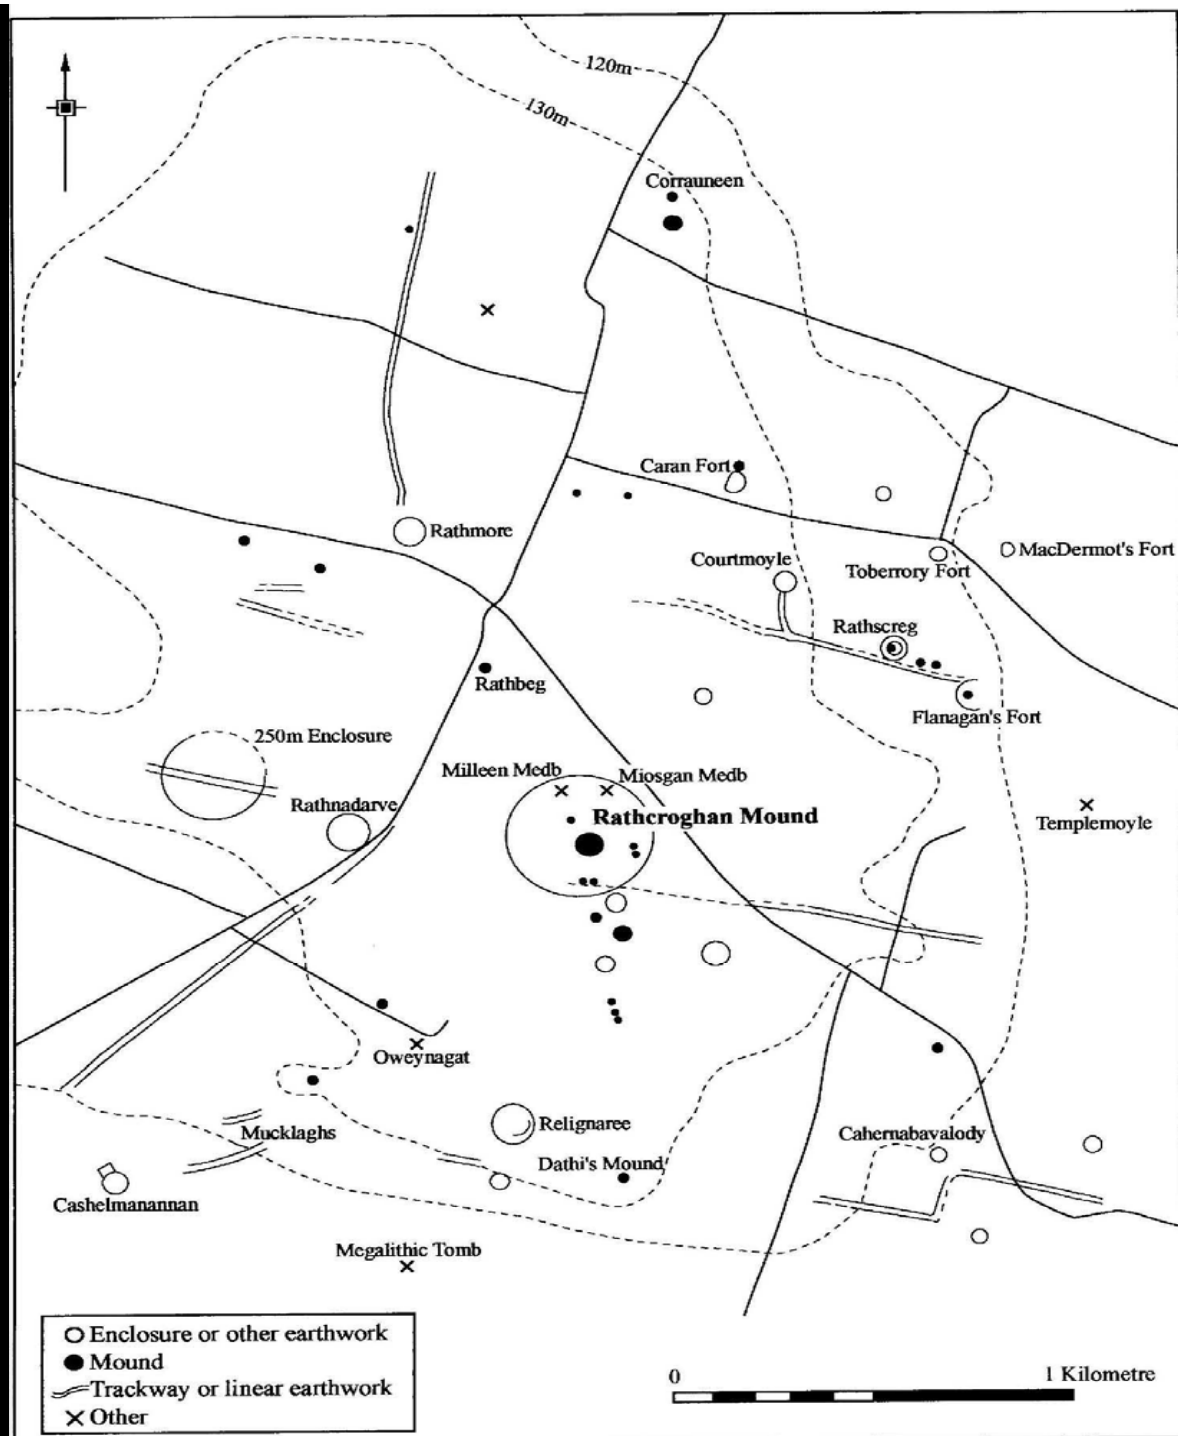 120m
130m
Corrauneen
Caran Fort
Rathmore
MacDermot's Fort
Courtmoyle
Toberrory Fort
Rathscreg
Rathbeg
Flanagan's Fort
250m Enclosure
Milleen Medb
Miosgan Medb
Rathnadarve
Rathcroghan Mound
Templemoyle
Oweynagat
Mucklaghs
Relignaree
Cahernabavalody
Dathi's Mound
Cashelmanannan
Megalithic Tomb
Enclosure or other earthwork
Mound
Trackway or linear earthwork
Other
0
1 Kilometre